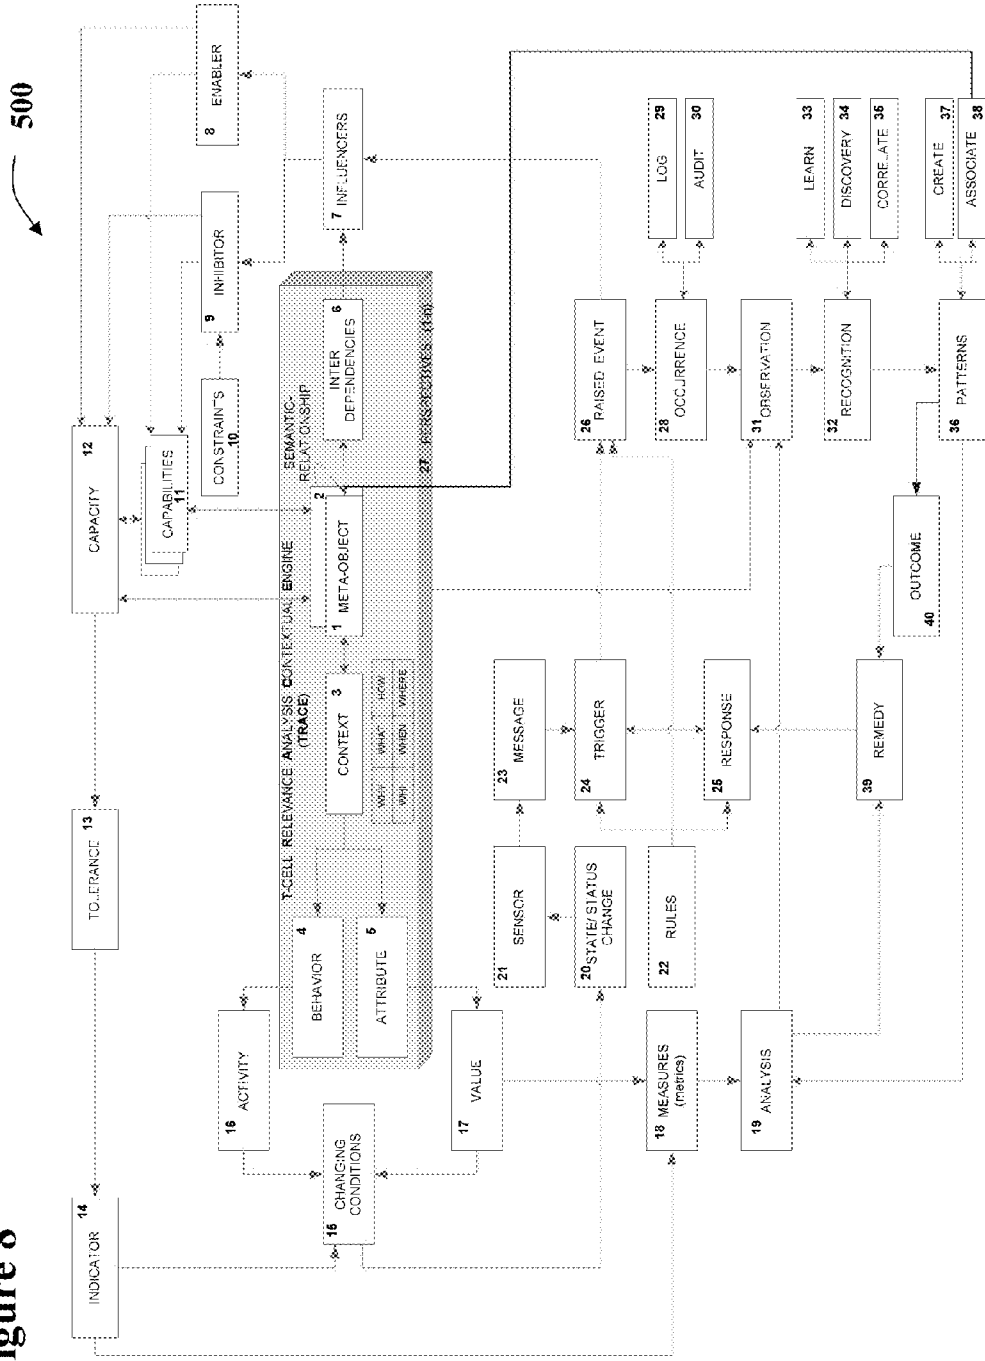 igure 8
500
14
INDICATOR
13
TOLERANCE
12
CAPACITY
11
CAPABILITIES
8
ENABLER
9
INHIBITOR
10
CONSTRAINTS
16
ACTIVITY
T-CELL RELEVANCE ANALYSIS CONTEXTUAL ENGINE
(TRACE)
SEMANTIC-
RELATIONSHIP
4
BEHAVIOR
5
ATTRIBUTE
3
CONTEXT
WHY
WHAT
HOW
WHO
WHEN
WHERE
2
1
META-OBJECT
6
INTER
DEPENDENCIES
27 PERSPECTIVES (1-n)
7
INFLUENCERS
15
CHANGING
CONDITIONS
17
VALUE
21
SENSOR
23
MESSAGE
20
STATE/STATUS
CHANGE
24
TRIGGER
26
RAISED EVENT
22
RULES
18
MEASURES
(metrics)
25
RESPONSE
28
OCCURRENCE
LOG
29
AUDIT
30
19
ANALYSIS
31
OBSERVATION
32
RECOGNITION
LEARN
33
DISCOVERY
34
CORRELATE
35
39
REMEDY
40
OUTCOME
36
PATTERNS
CREATE
37
ASSOCIATE
38